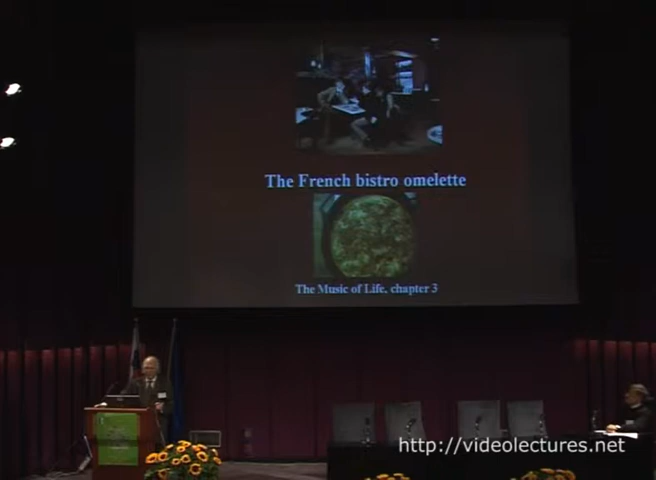 The French bistro omelette
The Music of Life, chapter 3
http://videolectures.net